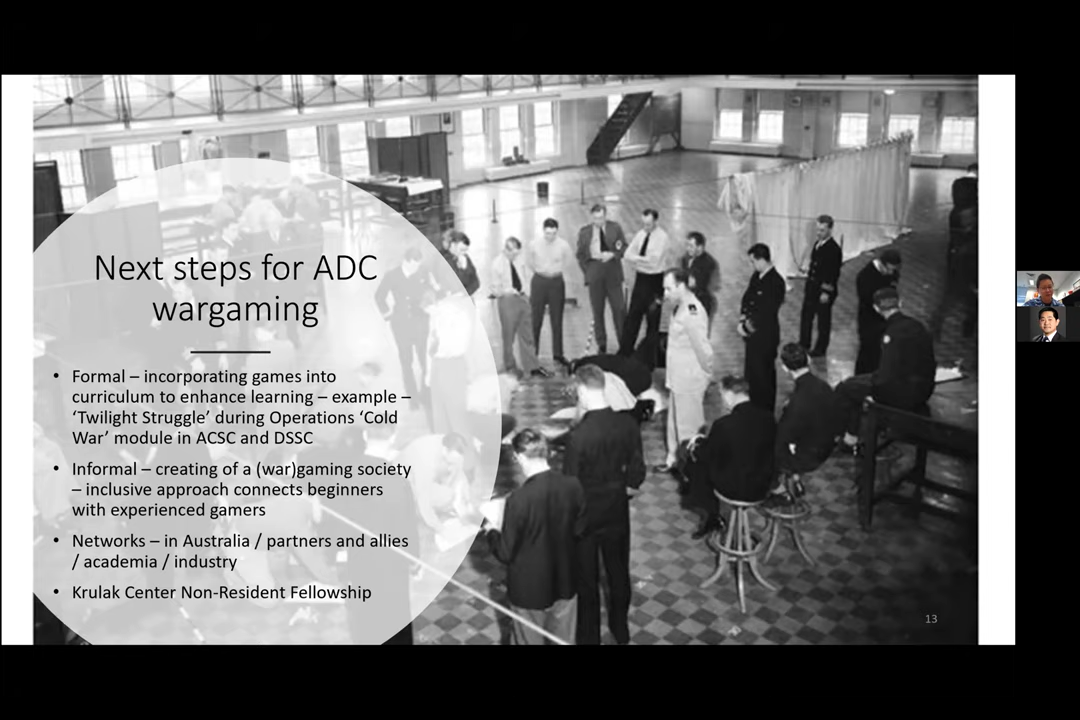 Next steps for ADC
wargaming
• Formal – incorporating games into
curriculum to enhance learning – example –
‘Twilight Struggle’ during Operations ‘Cold
War’ module in ACSC and DSSC
• Informal – creating of a (war)gaming society
– inclusive approach connects beginners
with experienced gamers
• Networks – in Australia / partners and allies
/ academia / industry
• Krulak Center Non-Resident Fellowship
13